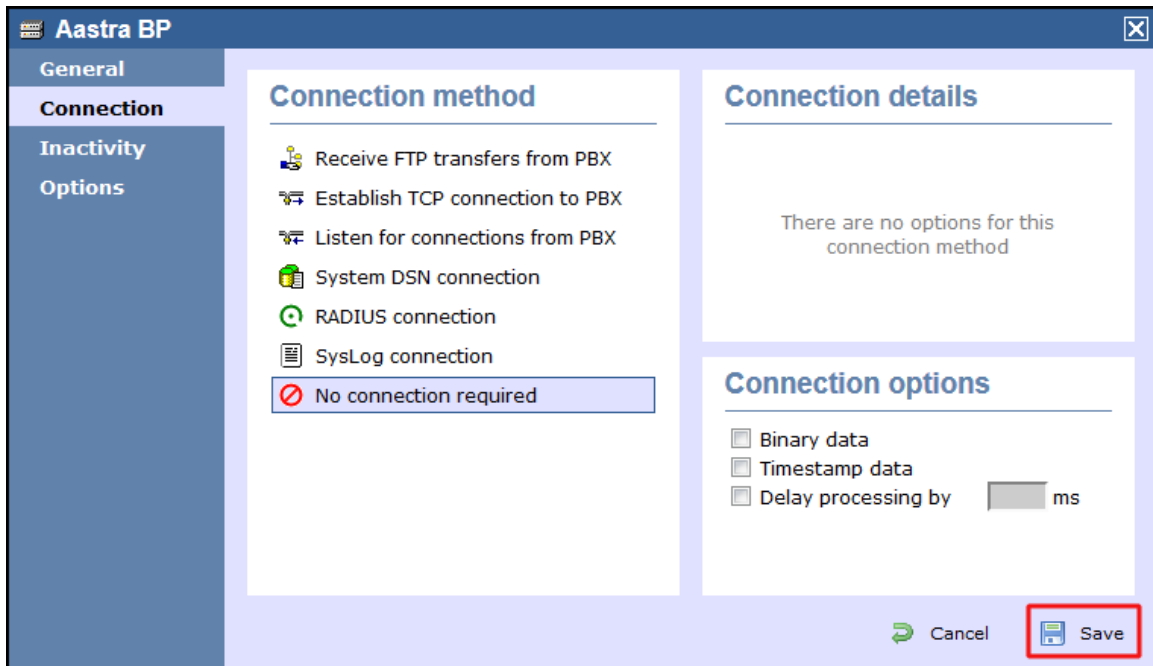 Aastra BP
General
Connection
Inactivity
Options
Connection method
Receive FTP transfers from PBX
Establish TCP connection to PBX
Listen for connections from PBX
System DSN connection
RADIUS connection
SysLog connection
No connection required
Connection details
There are no options for this
connection method
Connection options
Binary data
Timestamp data
Delay processing by ms
Cancel
Save